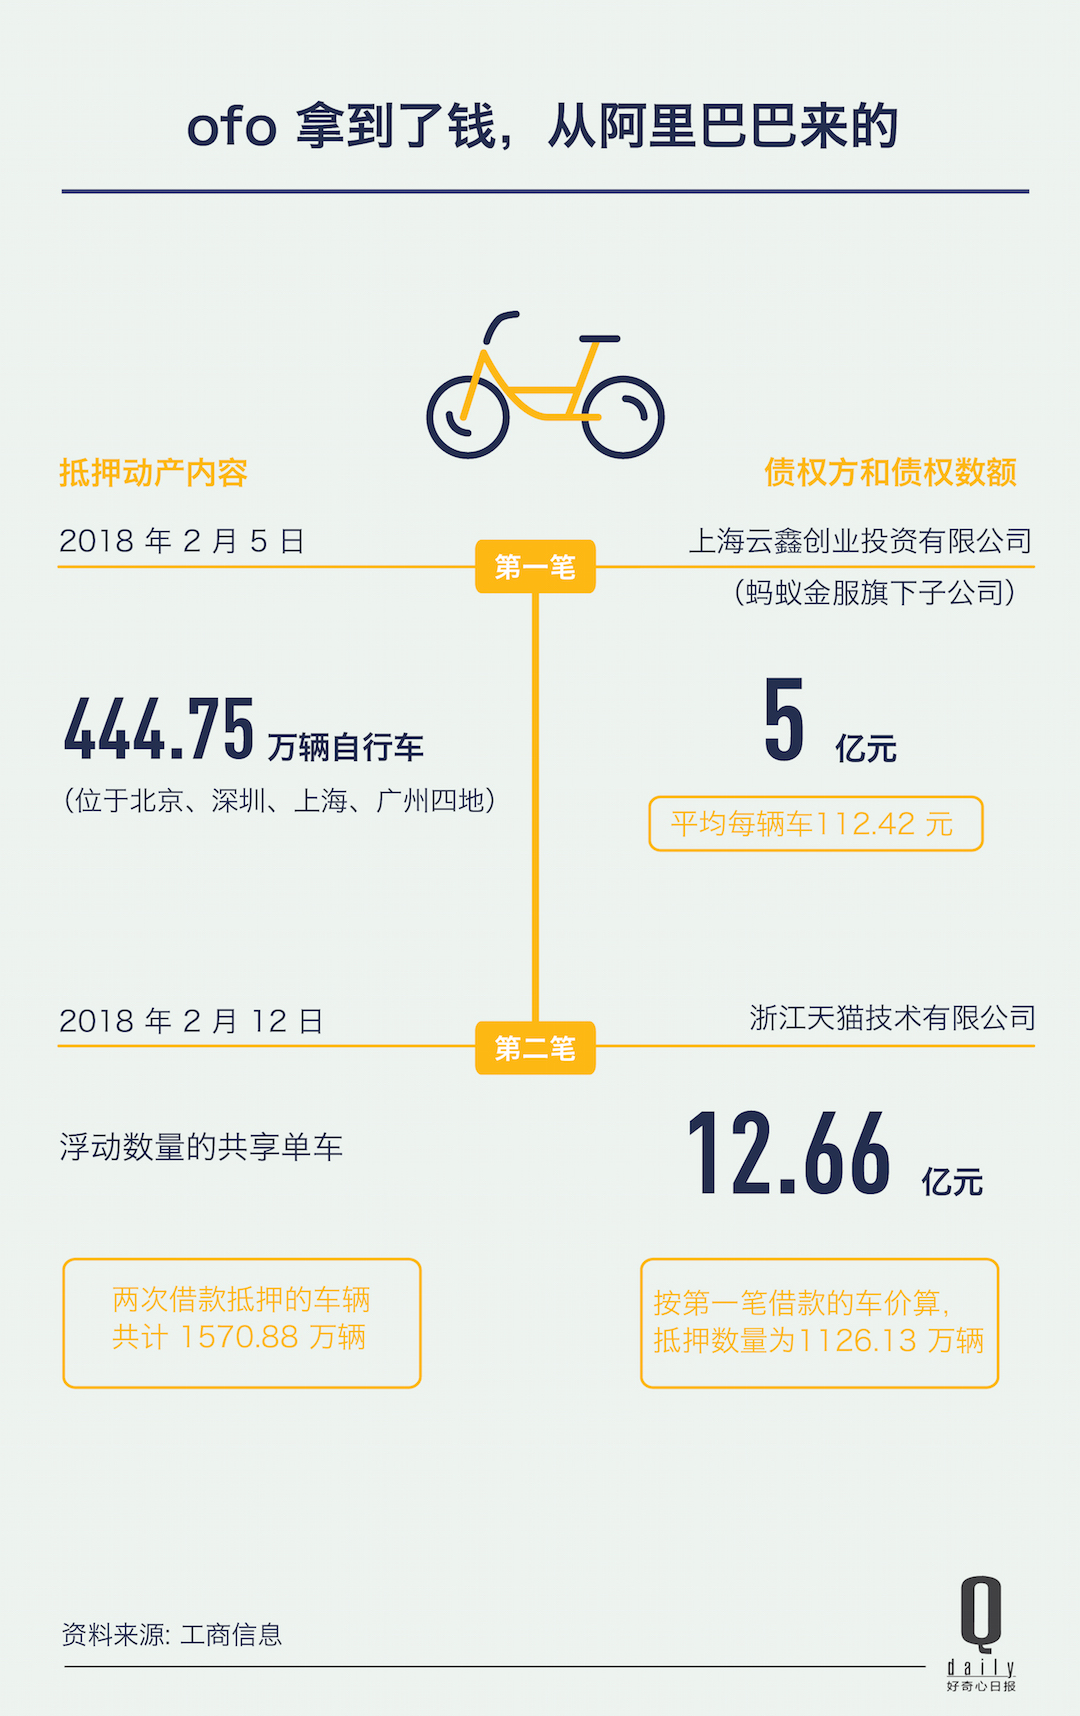 ofo 拿到了钱，从阿里巴巴来的
抵押动产内容
债权方和债权数额
2018 年 2 月 5 日
第一笔
上海云鑫创业投资有限公司
（蚂蚁金服旗下子公司）
444.75 万辆自行车
（位于北京、深圳、上海、广州四地）
5 亿元
平均每辆车112.42 元
2018 年 2 月 12 日
第二笔
浙江天猫技术有限公司
浮动数量的共享单车
12.66 亿元
两次借款抵押的车辆
共计 1570.88 万辆
按第一笔借款的车价算，
抵押数量为1126.13 万辆
资料来源: 工商信息
Q
daily
好奇心日报